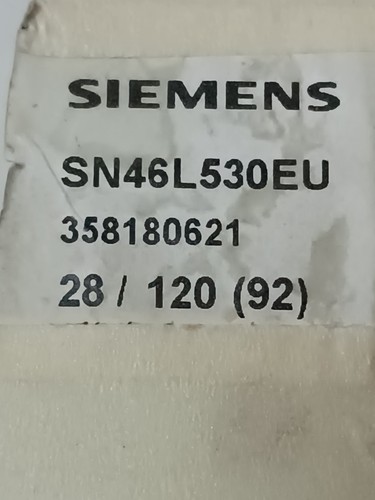 SIEMENS
SN46L530EU
358180621
28 / 120 (92)